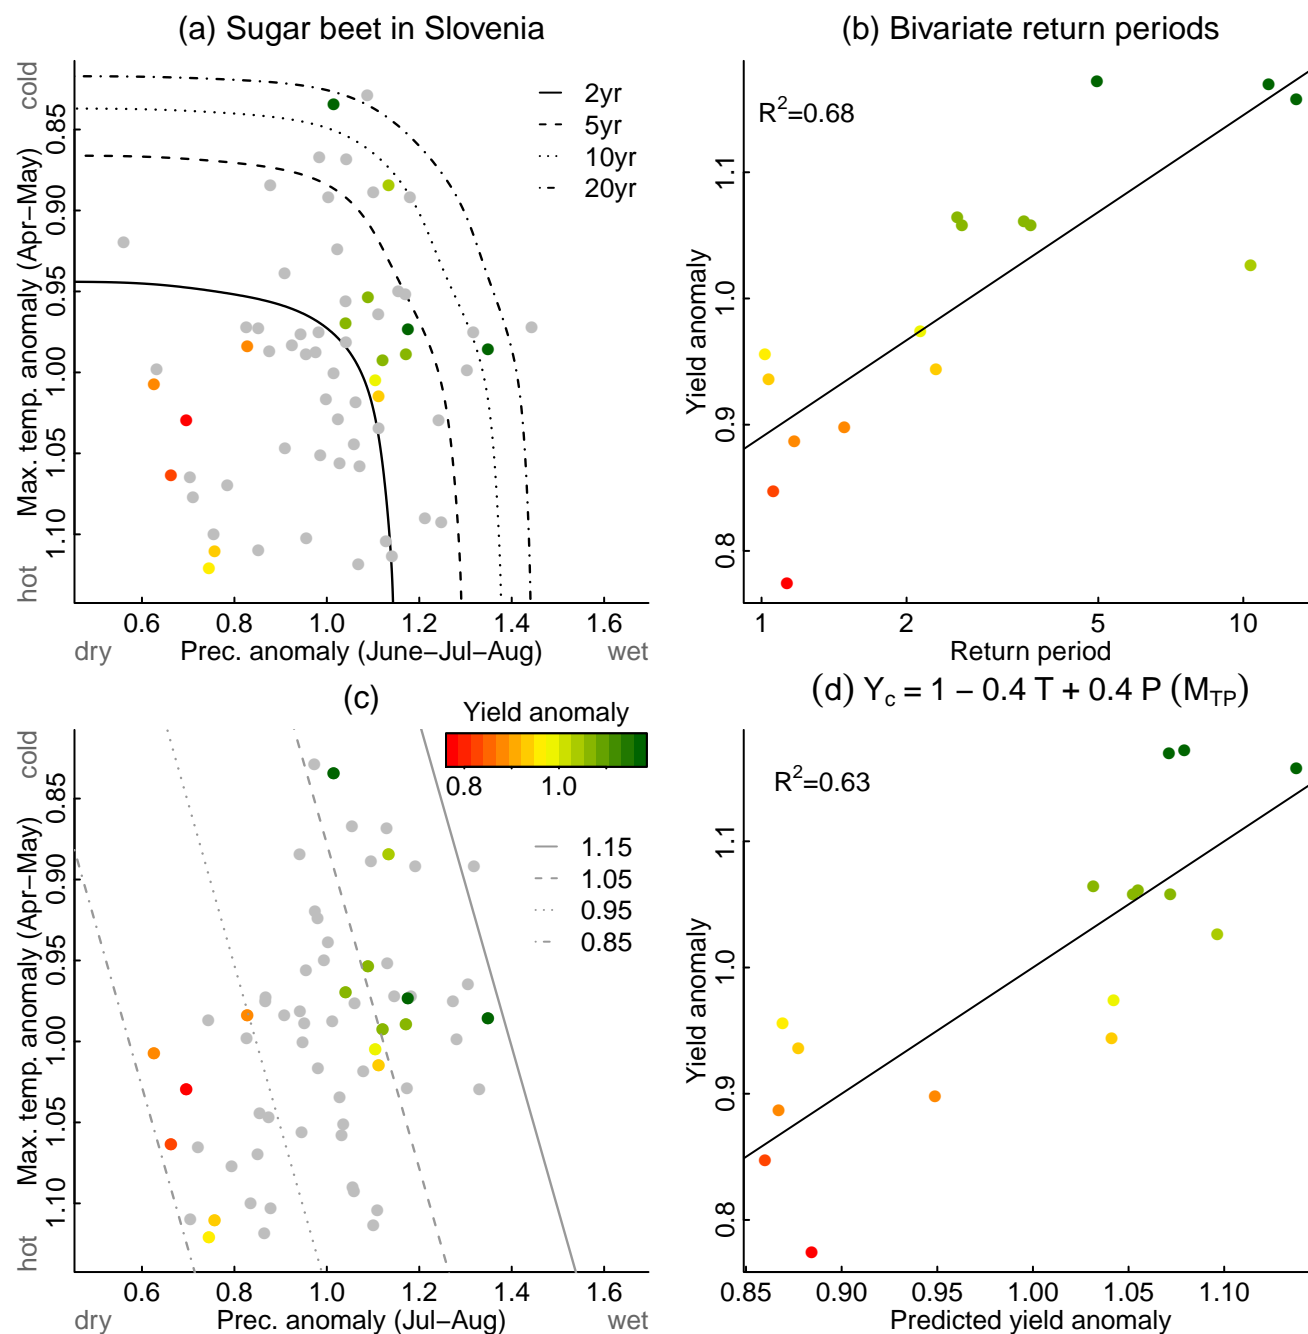 (a) Sugar beet in Slovenia
cold
hot
Max. temp. anomaly (Apr−May)
0.85
0.90
0.95
1.00
1.05
1.10
2yr
5yr
10yr
20yr
0.6 0.8 1.0 1.2 1.4 1.6
dry Prec. anomaly (June−Jul−Aug) wet
(b) Bivariate return periods
R²=0.68
Yield anomaly
1.1
1.0
0.9
0.8
1 2 5 10
Return period
(c)
cold
hot
Max. temp. anomaly (Apr−May)
0.85
0.90
0.95
1.00
1.05
1.10
Yield anomaly
0.8 1.0
1.15
1.05
0.95
0.85
0.6 0.8 1.0 1.2 1.4 1.6
dry Prec. anomaly (Jul−Aug) wet
(d) Y_c = 1 − 0.4 T + 0.4 P (M_TP)
R²=0.63
Yield anomaly
1.1
1.0
0.9
0.8
0.85 0.90 0.95 1.00 1.05 1.10
Predicted yield anomaly